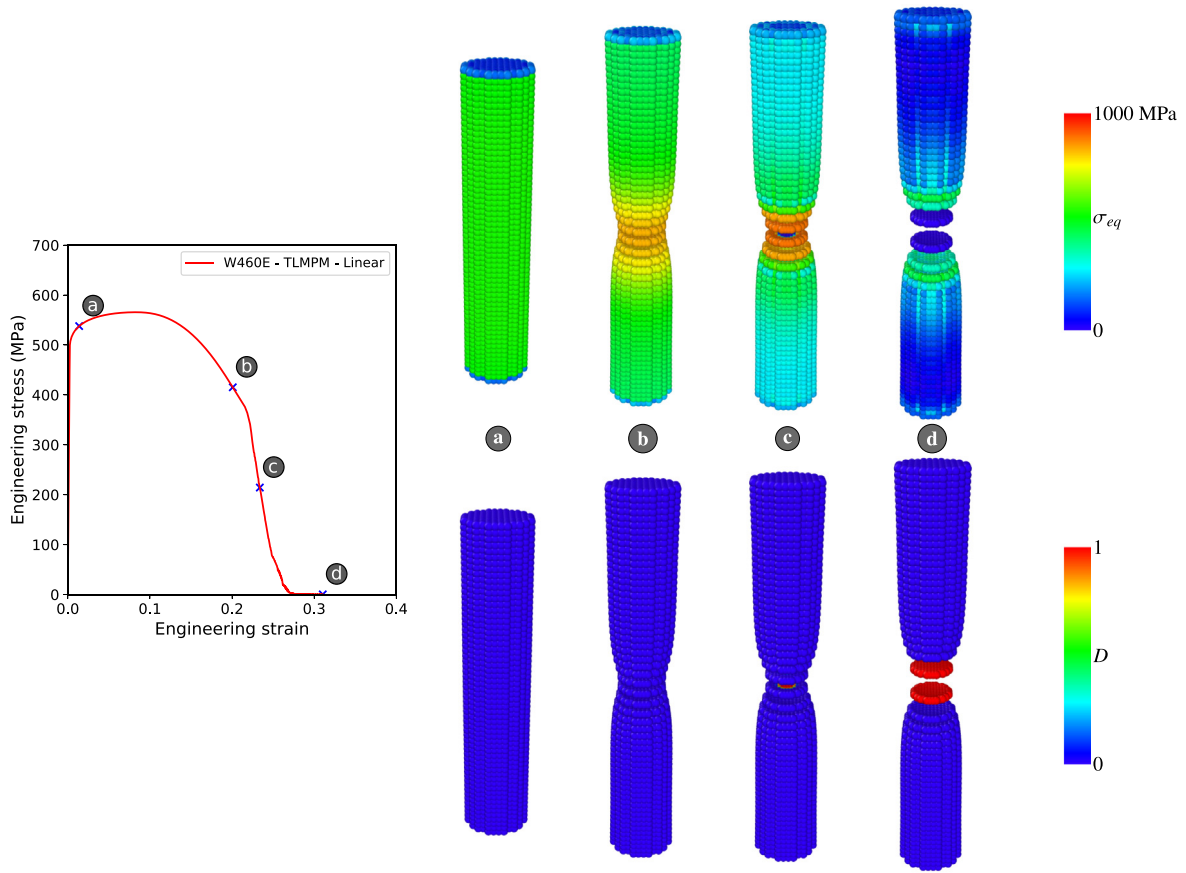 W460E - TLMPM - Linear
Engineering stress (MPa)
700
600
500
400
300
200
100
0
0.0 0.1 0.2 0.3 0.4
Engineering strain
a
b
c
d
1000 MPa
σeq
0
a b c d
1
D
0